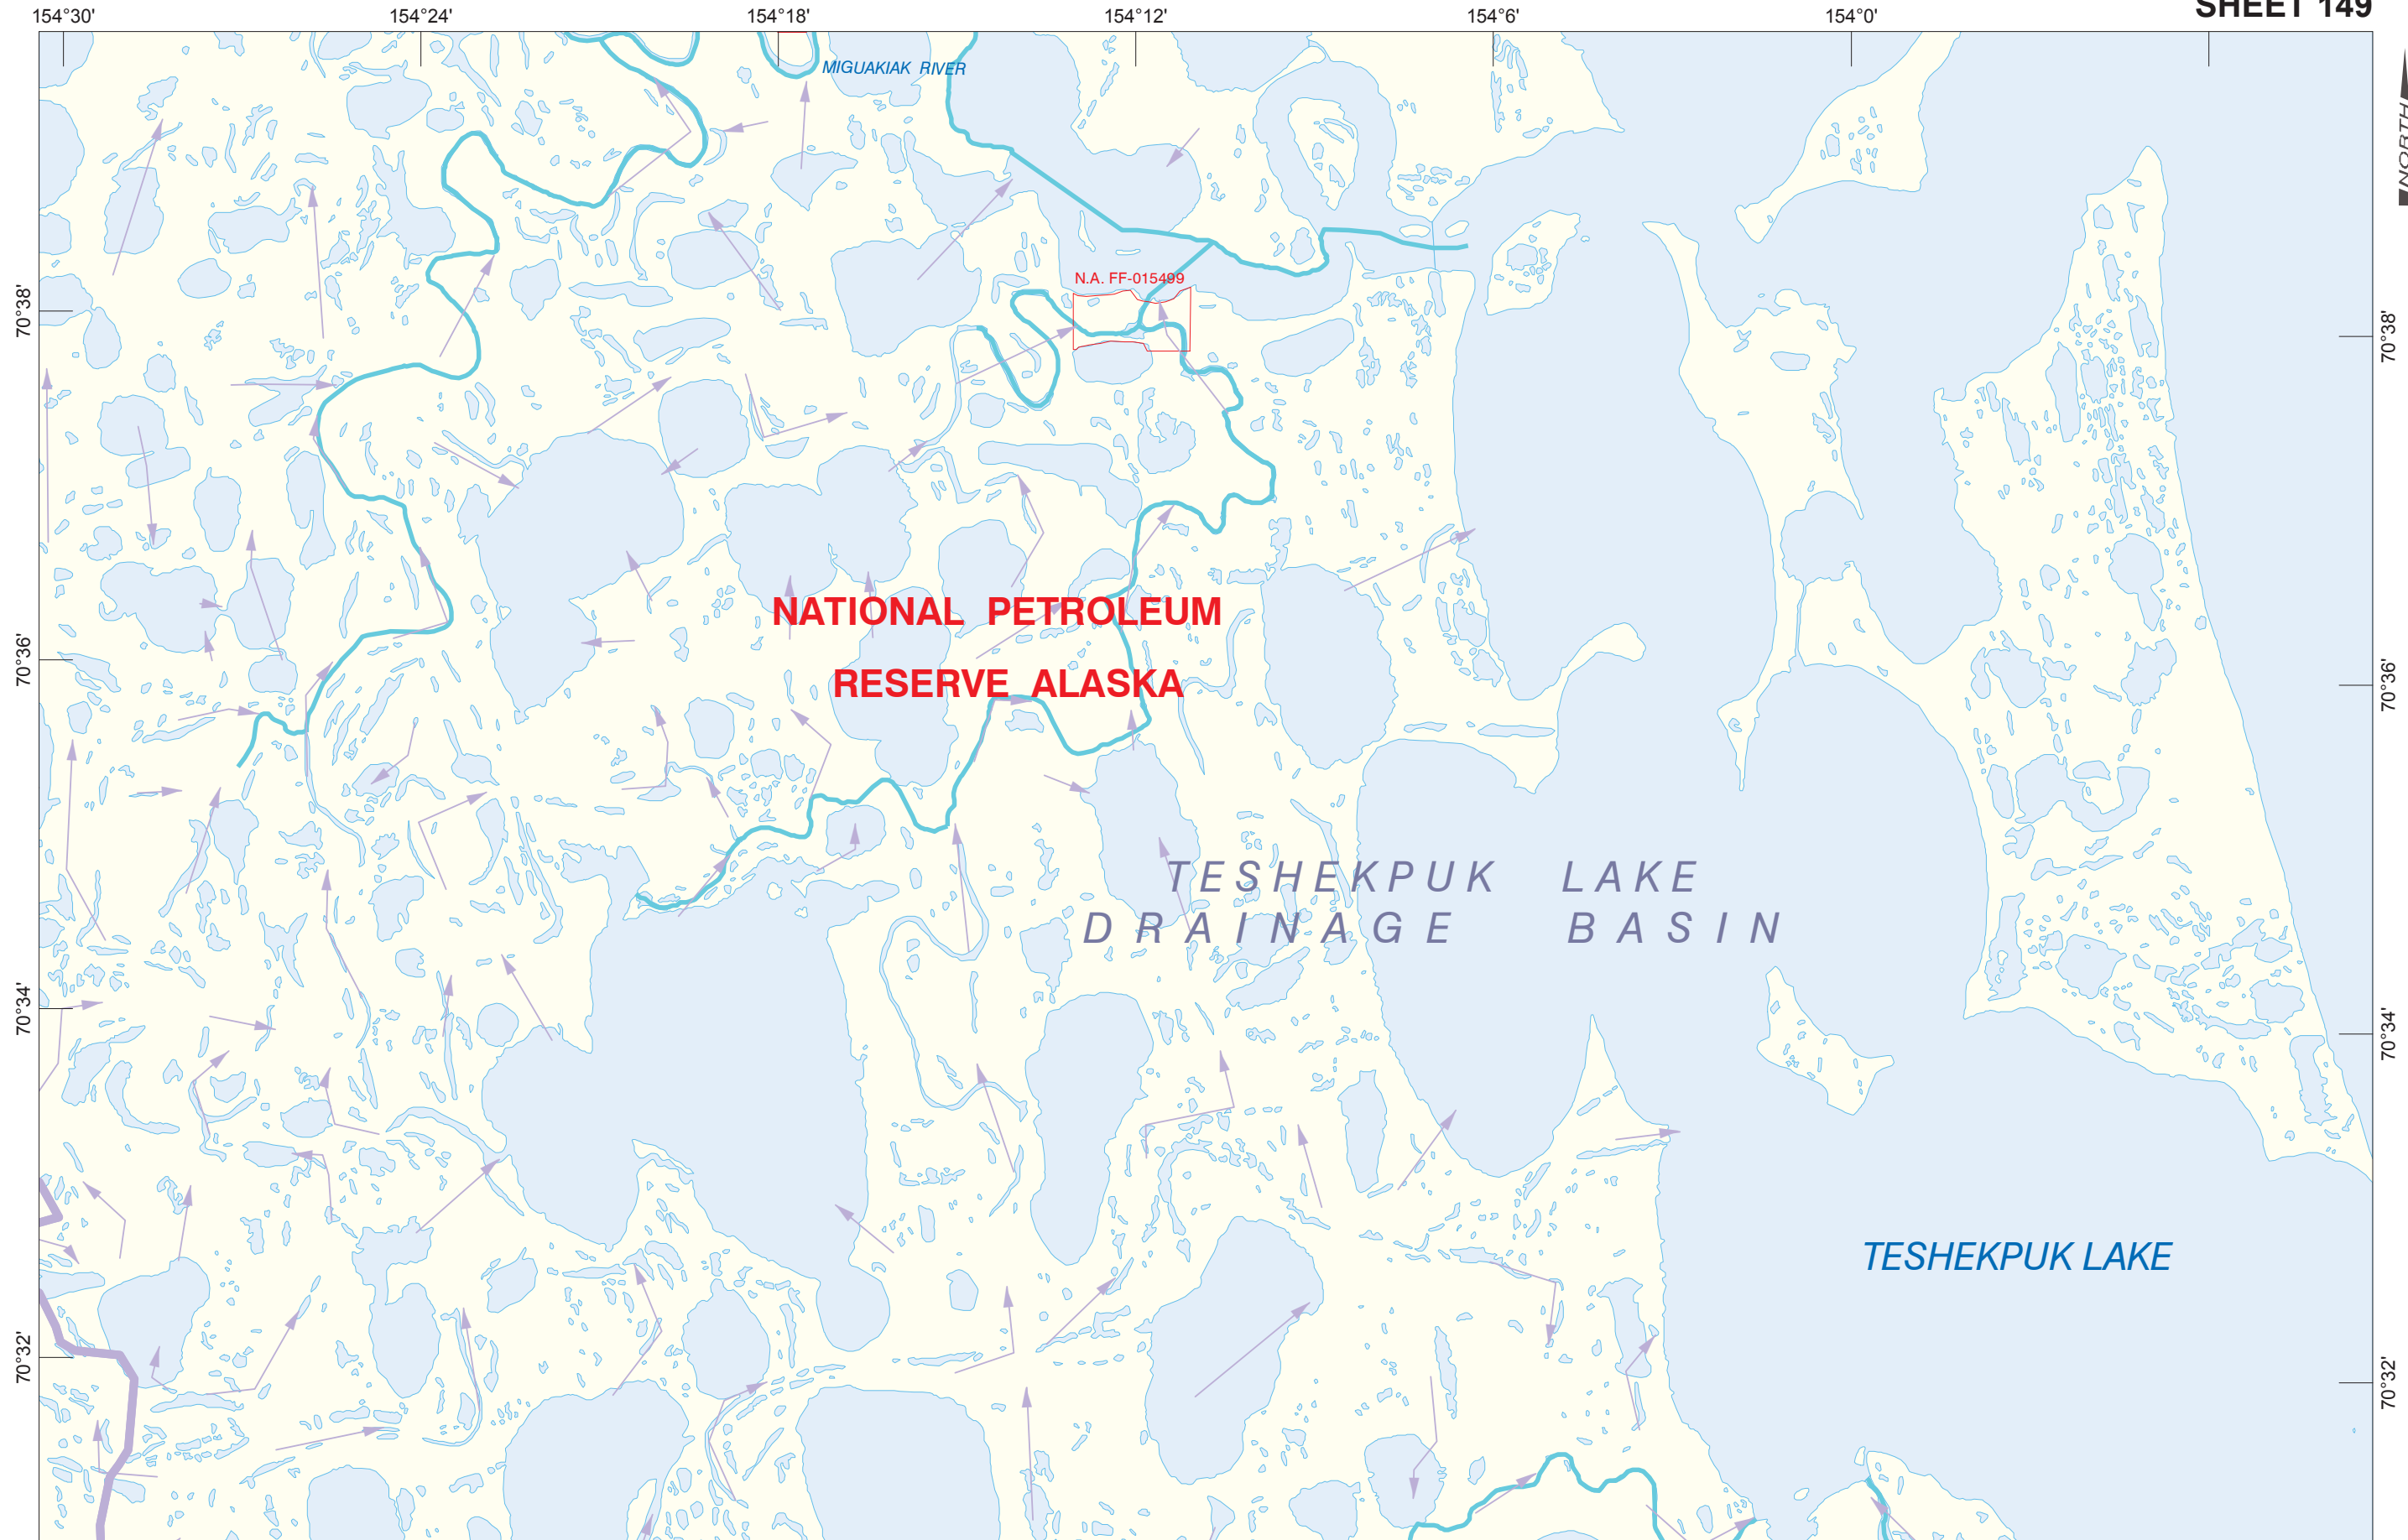 SHEET 149
154°30'
154°24'
154°18'
154°12'
154°6'
154°0'
NORTH
MIGUAKIAK RIVER
N.A. FF-015499
70°38'
70°38'
NATIONAL PETROLEUM
RESERVE ALASKA
70°36'
70°36'
TESHEKPUK LAKE
DRAINAGE BASIN
70°34'
70°34'
TESHEKPUK LAKE
70°32'
70°32'